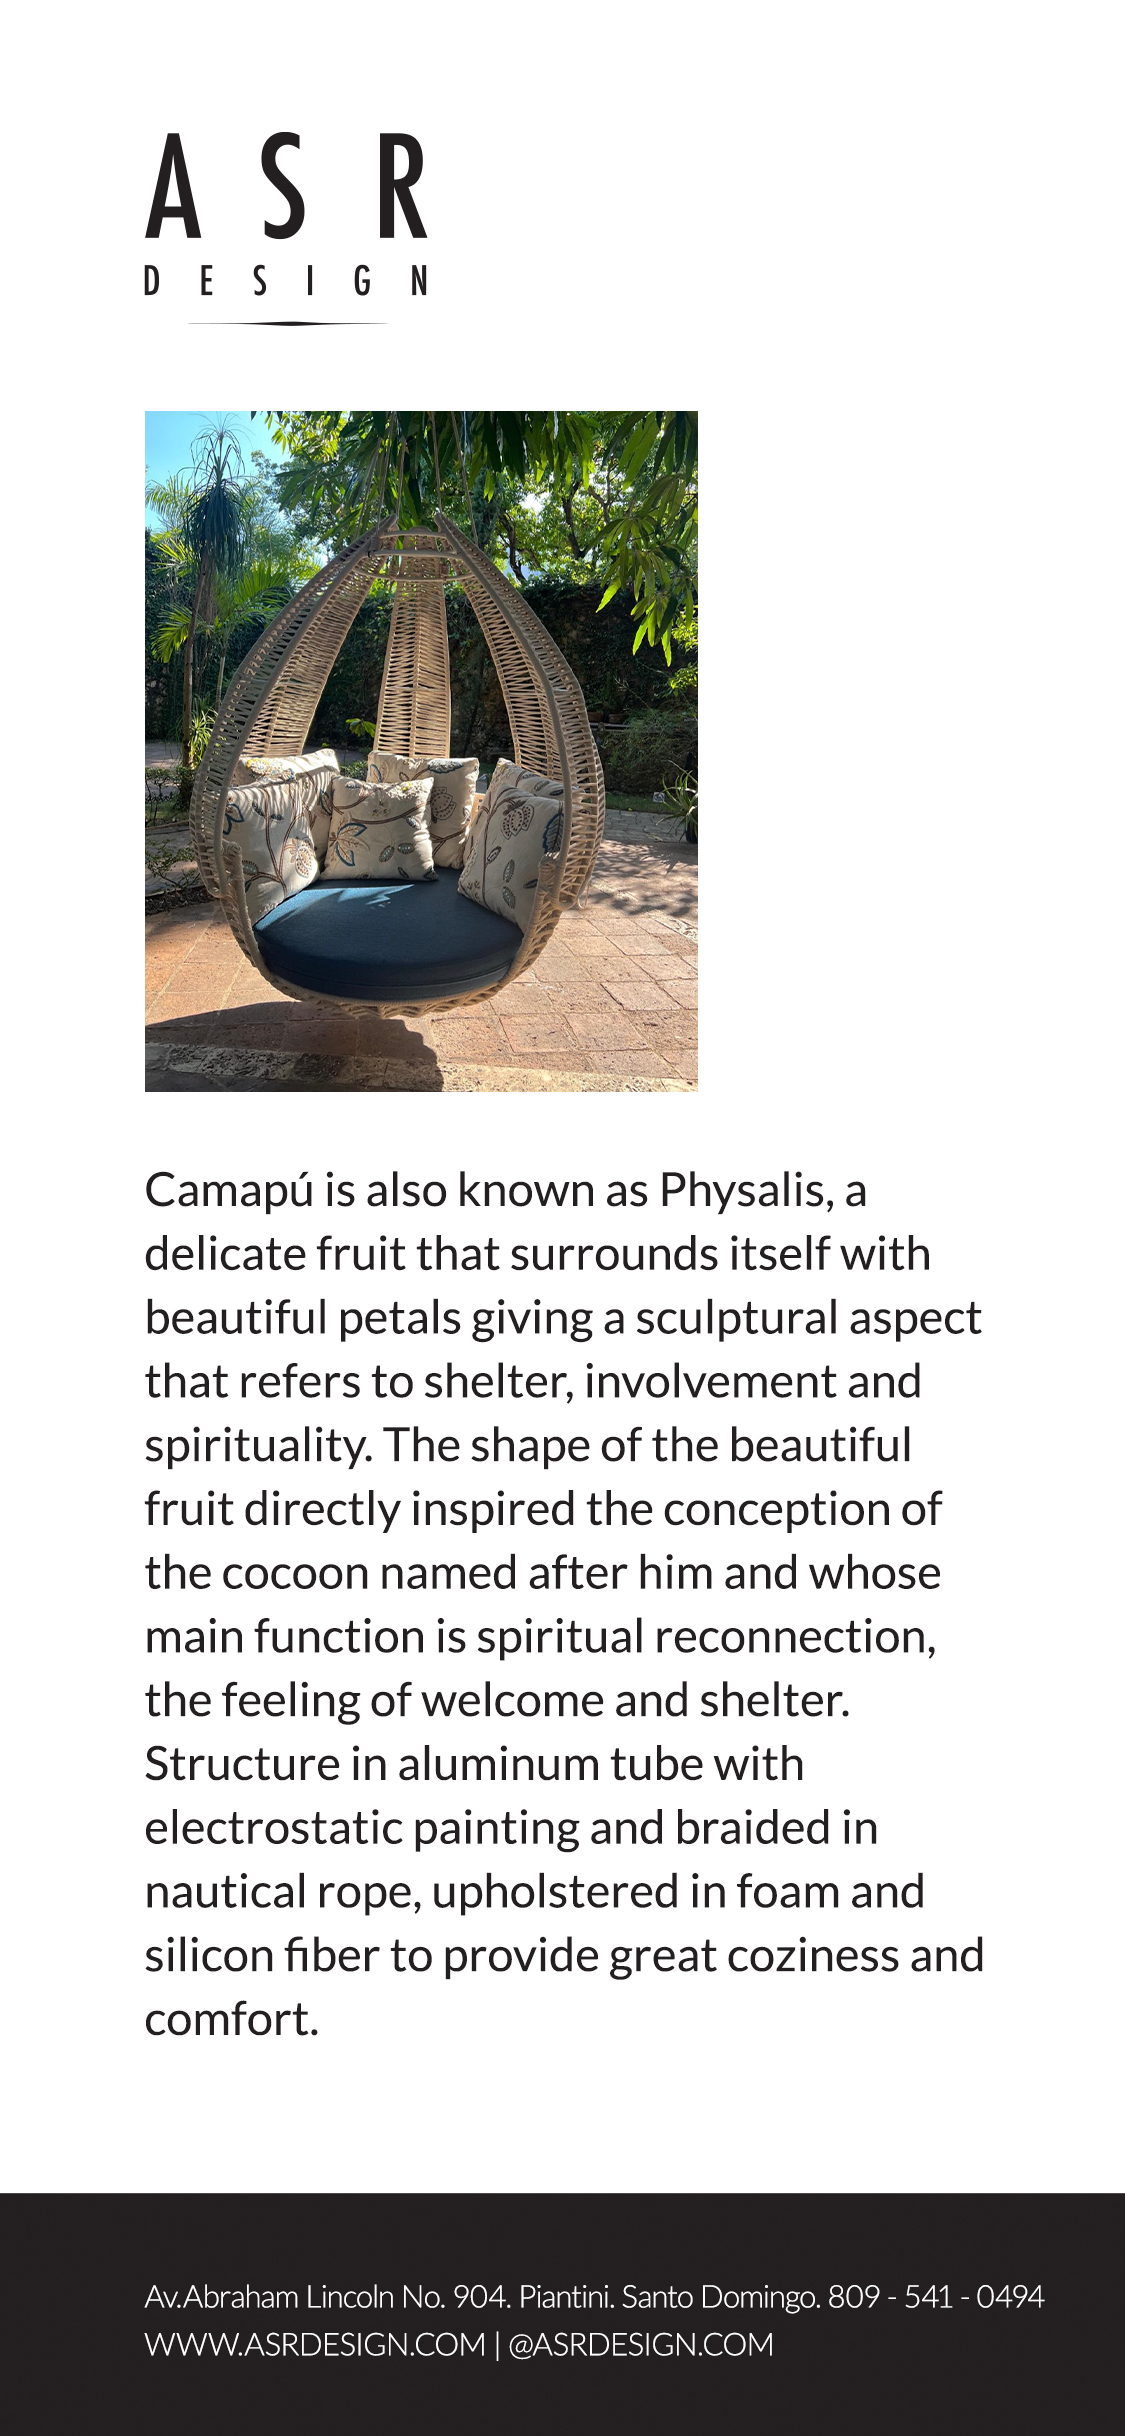 ASR
DESIGN
Camapú is also known as Physalis, a
delicate fruit that surrounds itself with
beautiful petals giving a sculptural aspect
that refers to shelter, involvement and
spirituality. The shape of the beautiful
fruit directly inspired the conception of
the cocoon named after him and whose
main function is spiritual reconnection,
the feeling of welcome and shelter.
Structure in aluminum tube with
electrostatic painting and braided in
nautical rope, upholstered in foam and
silicon fiber to provide great coziness and
comfort.
Av.Abraham Lincoln No. 904. Piantini. Santo Domingo. 809 - 541 - 0494
WWW.ASRDESIGN.COM | @ASRDESIGN.COM